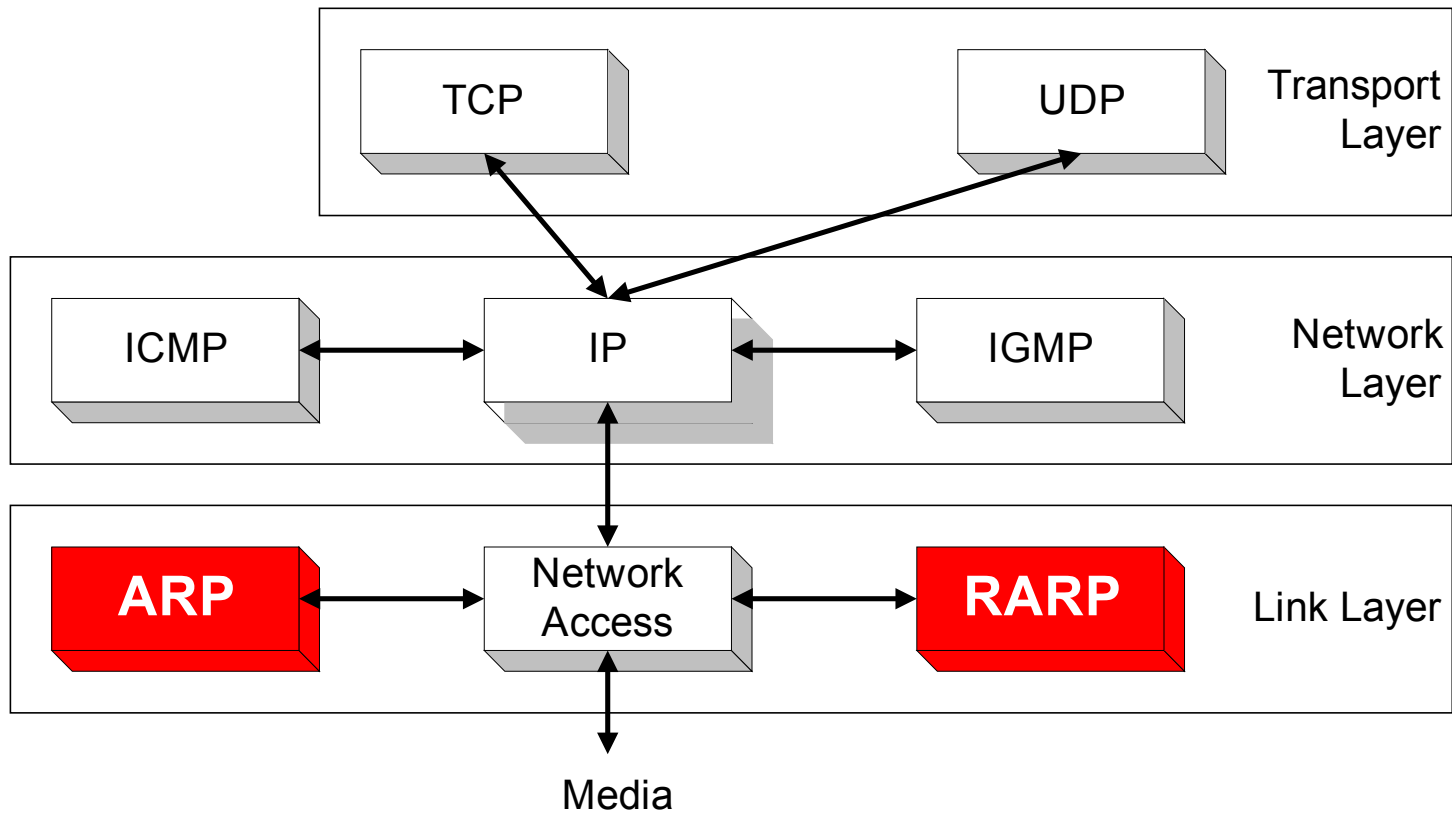 TCP
UDP
Transport
Layer
ICMP
IP
IGMP
Network
Layer
ARP
Network
Access
RARP
Link Layer
Media